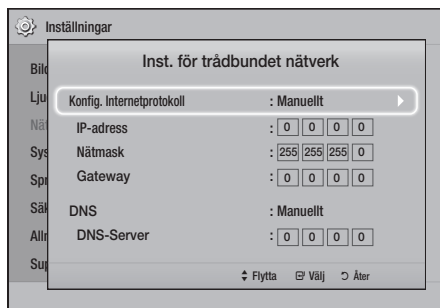 Inställningar
Inst. för trådbundet nätverk
Bild
Lju
Konfig. Internetprotokoll : Manuellt
Nät
IP-adress : 0 0 0 0
Sys
Nätmask : 255 255 255 0
Spr
Gateway : 0 0 0 0
Säk
DNS : Manuellt
Allm
DNS-Server : 0 0 0 0
Sup
Flytta Välj Åter